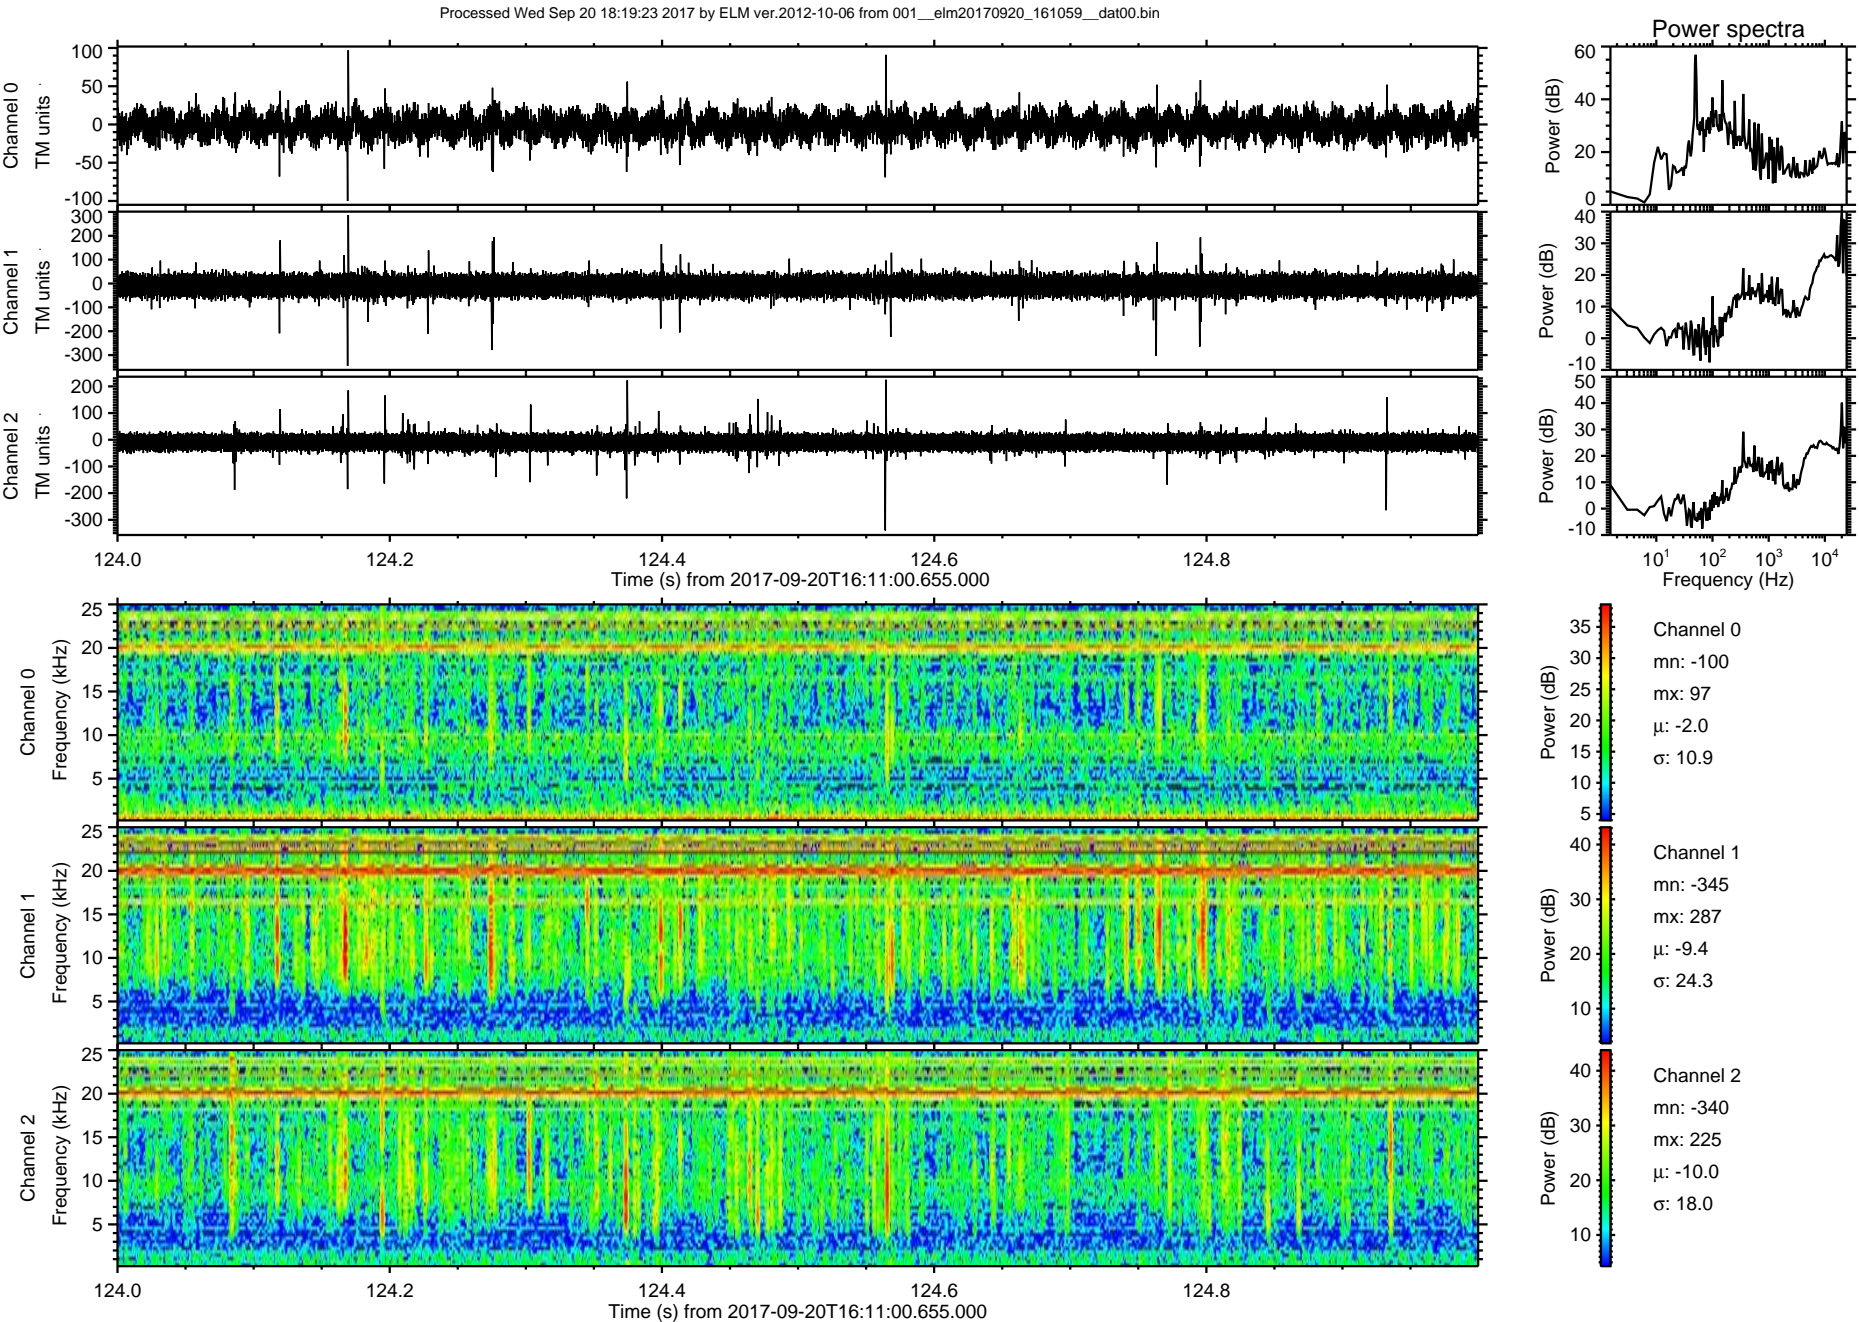 Processed Wed Sep 20 18:19:23 2017 by ELM ver.2012-10-06 from 001__elm20170920_161059__dat00.bin
Power spectra
Channel 0
TM units
100
50
0
-50
-100
Power (dB)
60
40
20
0
Channel 1
TM units
300
200
100
0
-100
-200
-300
Power (dB)
40
30
20
10
0
-10
Channel 2
TM units
200
100
0
-100
-200
-300
Power (dB)
50
40
30
20
10
0
-10
124.0 124.2 124.4 124.6 124.8
Time (s) from 2017-09-20T16:11:00.655.000
10^1 10^2 10^3 10^4
Frequency (Hz)
Channel 0
Frequency (kHz)
25
20
15
10
5
Power (dB)
35
30
25
20
15
10
5
Channel 0
mn: -100
mx: 97
μ: -2.0
σ: 10.9
Channel 1
Frequency (kHz)
25
20
15
10
5
Power (dB)
40
30
20
10
Channel 1
mn: -345
mx: 287
μ: -9.4
σ: 24.3
Channel 2
Frequency (kHz)
25
20
15
10
5
Power (dB)
40
30
20
10
Channel 2
mn: -340
mx: 225
μ: -10.0
σ: 18.0
124.0 124.2 124.4 124.6 124.8
Time (s) from 2017-09-20T16:11:00.655.000